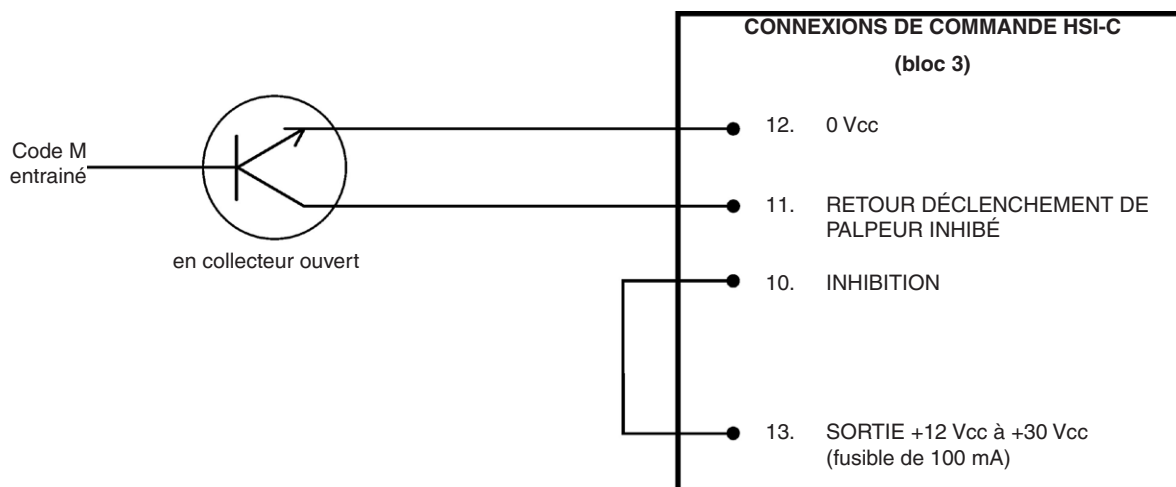 CONNEXIONS DE COMMANDE HSI-C
(bloc 3)
Code M
entrainé
en collecteur ouvert
12. 0 Vcc
11. RETOUR DÉCLENCHEMENT DE
PALPEUR INHIBÉ
10. INHIBITION
13. SORTIE +12 Vcc à +30 Vcc
(fusible de 100 mA)